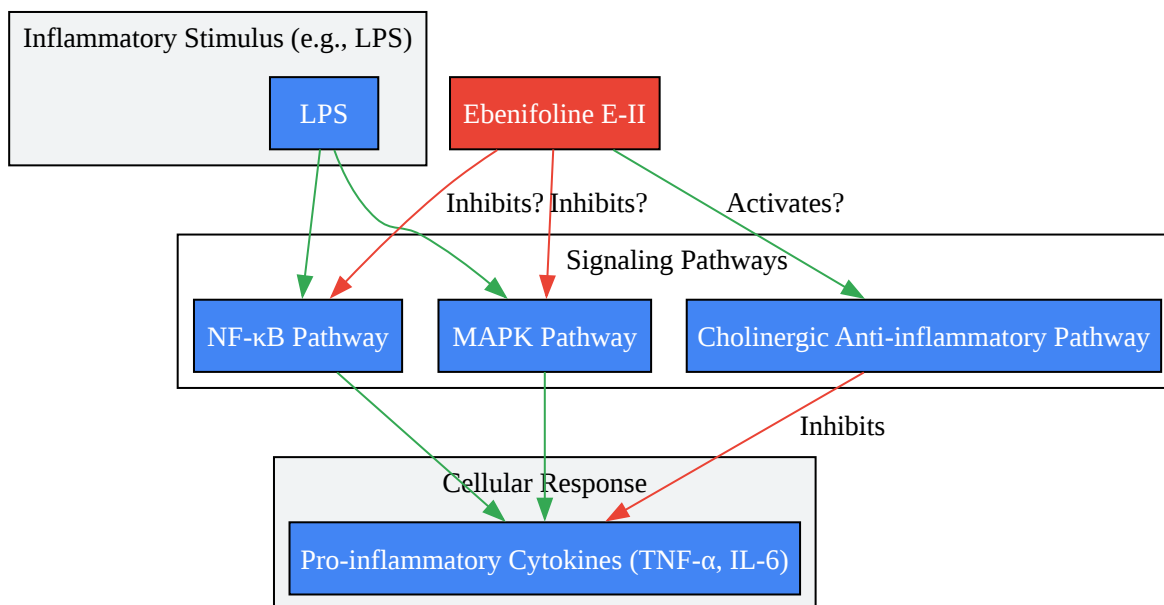 Inflammatory Stimulus (e.g., LPS)
LPS
Ebenifoline E-II
Inhibits?
Inhibits?
Activates?
Signaling Pathways
NF-κB Pathway
MAPK Pathway
Cholinergic Anti-inflammatory Pathway
Inhibits
Cellular Response
Pro-inflammatory Cytokines (TNF-α, IL-6)